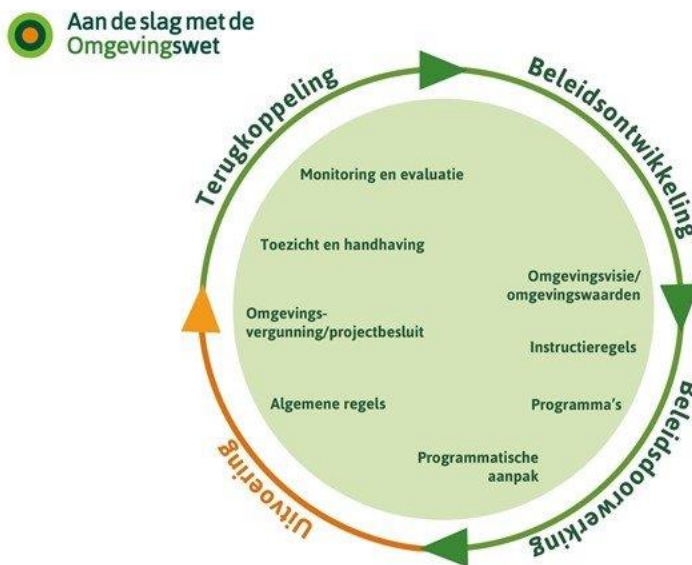 Aan de slag met de
Omgevingswet
Terugkoppeling
Beleidsontwikkeling
Monitoring en evaluatie
Toezicht en handhaving
Omgevingsvisie/
omgevingswaarden
Omgevings-
vergunning/projectbesluit
Instructieregels
Algemene regels
Programma's
Programmatische
aanpak
Uitvoering
Beleidsdoorwerking